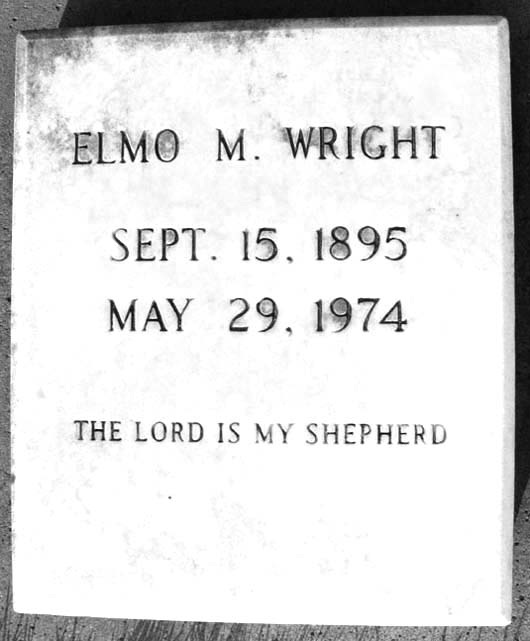 ELMO M. WRIGHT
SEPT. 15, 1895
MAY 29, 1974
THE LORD IS MY SHEPHERD